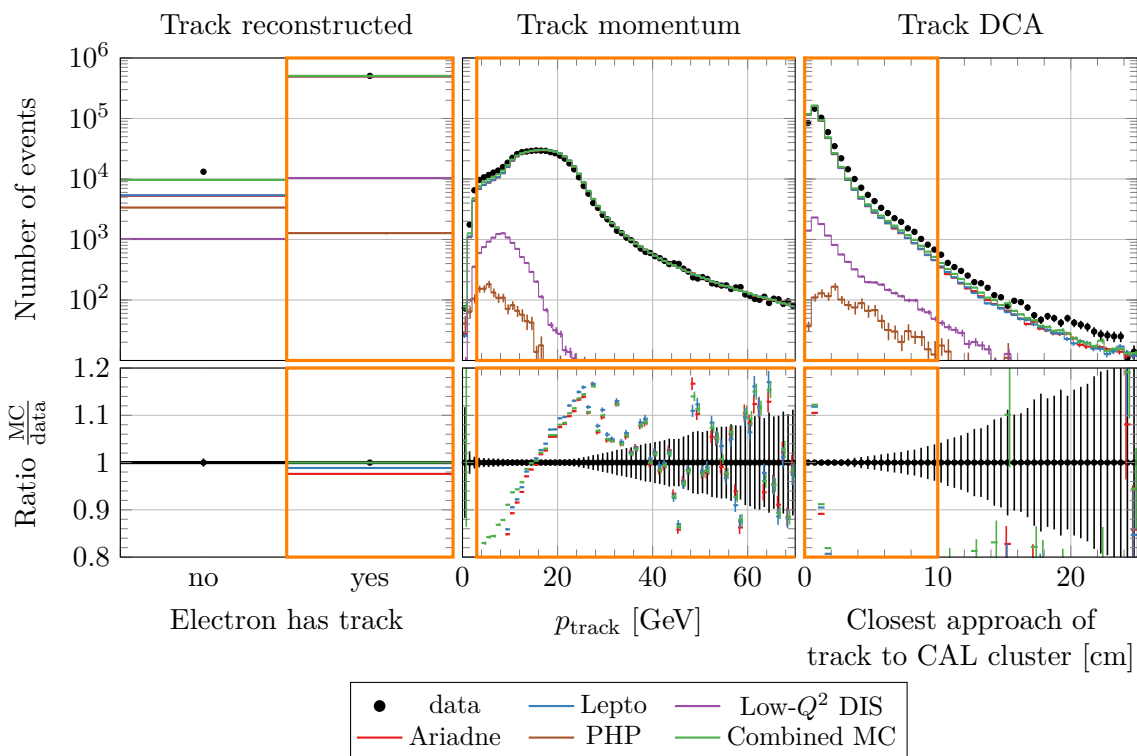 Track reconstructed Track momentum Track DCA
Number of events
10^6
10^5
10^4
10^3
10^2
Ratio MC/data
1.2
1.1
1
0.9
0.8
no yes
0 20 40 60
0 10 20
Electron has track
p_track [GeV]
Closest approach of
track to CAL cluster [cm]
data Lepto Low-Q^2 DIS
Ariadne PHP Combined MC